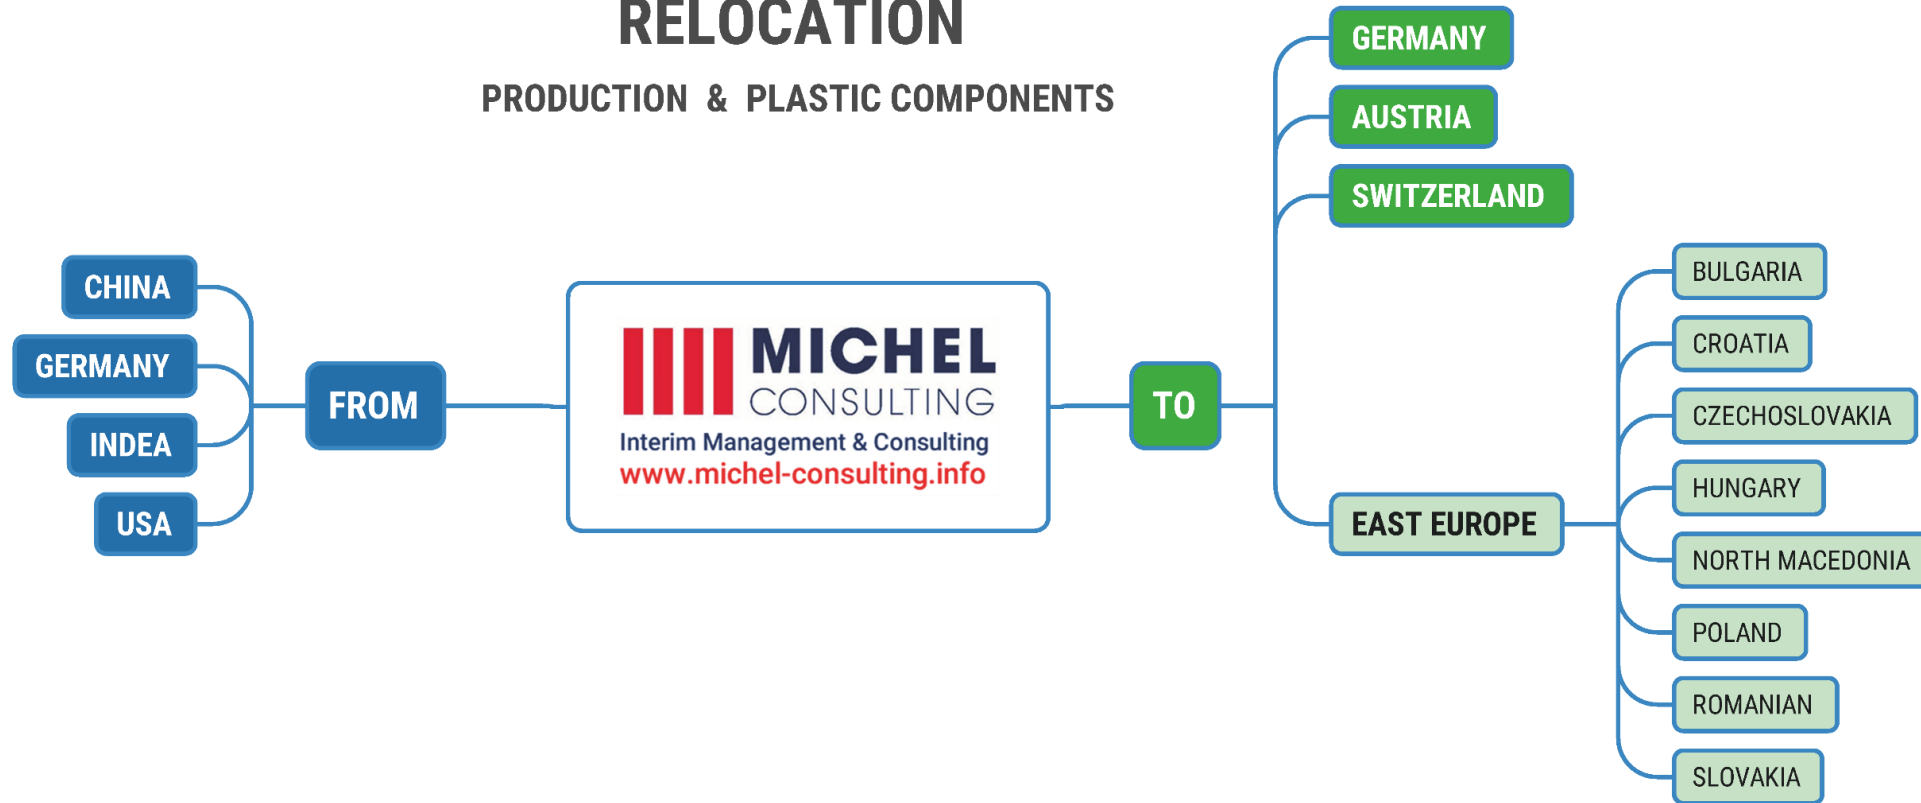 RELOCATION
PRODUCTION & PLASTIC COMPONENTS
CHINA
GERMANY
INDEA
USA
FROM
MICHEL
CONSULTING
Interim Management & Consulting
www.michel-consulting.info
TO
GERMANY
AUSTRIA
SWITZERLAND
EAST EUROPE
BULGARIA
CROATIA
CZECHOSLOVAKIA
HUNGARY
NORTH MACEDONIA
POLAND
ROMANIAN
SLOVAKIA